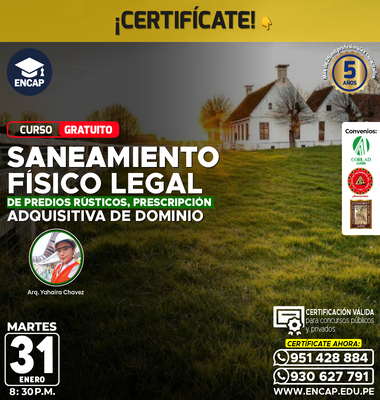 ¡CERTIFÍCATE!
ENCAP
5
AÑOS
CURSO GRATUITO
Convenios:
SANEAMIENTO
FÍSICO LEGAL
DE PREDIOS RÚSTICOS, PRESCRIPCIÓN
ADQUISITIVA DE DOMINIO
CORLAD
JUNÍN
Arq. Yahaira Chavez
MARTES
31
ENERO
8: 30 P.M.
CERTIFICACIÓN VÁLIDA
para concursos públicos
y privados
CERTIFÍCATE AHORA:
951 428 884
930 627 791
WWW.ENCAP.EDU.PE